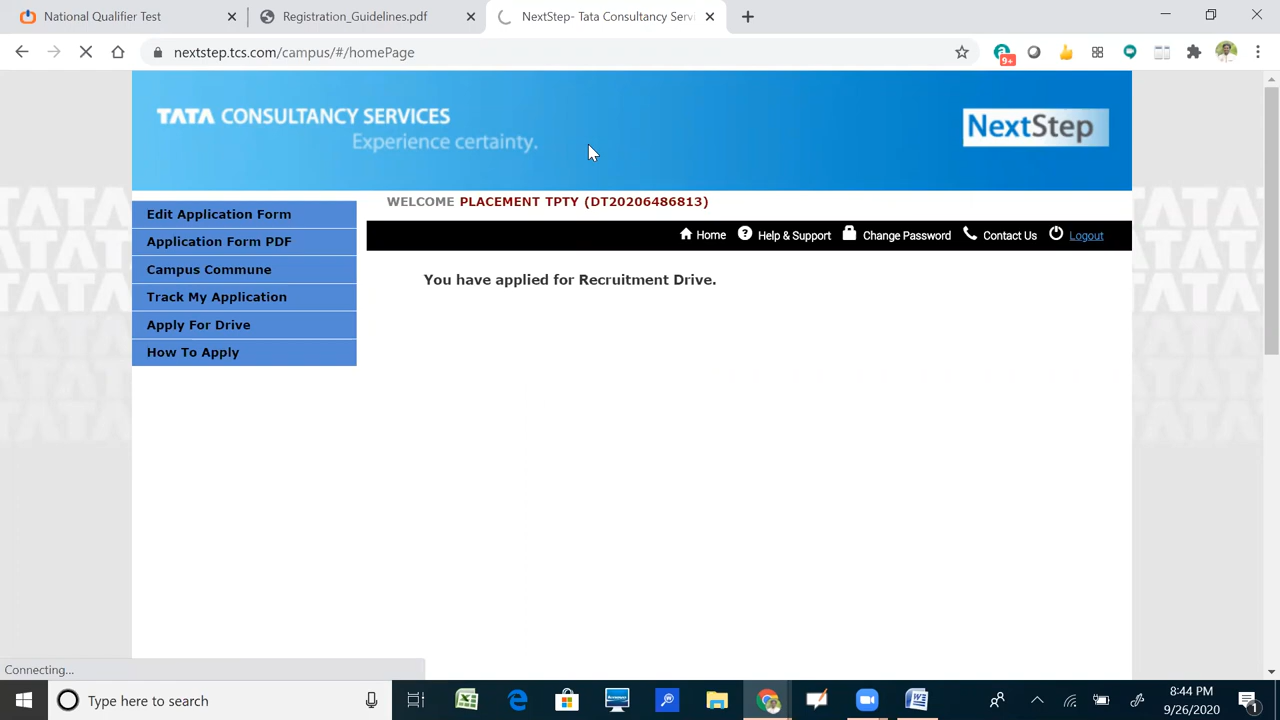 National Qualifier Test
Registration_Guidelines.pdf
NextStep- Tata Consultancy Servi
nextstep.tcs.com/campus/#/homePage
9+
TATA CONSULTANCY SERVICES
Experience certainty.
NextStep
WELCOME PLACEMENT TPTY (DT20206486813)
Home
Help & Support
Change Password
Contact Us
Logout
Edit Application Form
Application Form PDF
Campus Commune
Track My Application
Apply For Drive
How To Apply
You have applied for Recruitment Drive.
Connecting...
Type here to search
8:44 PM
9/26/2020
1